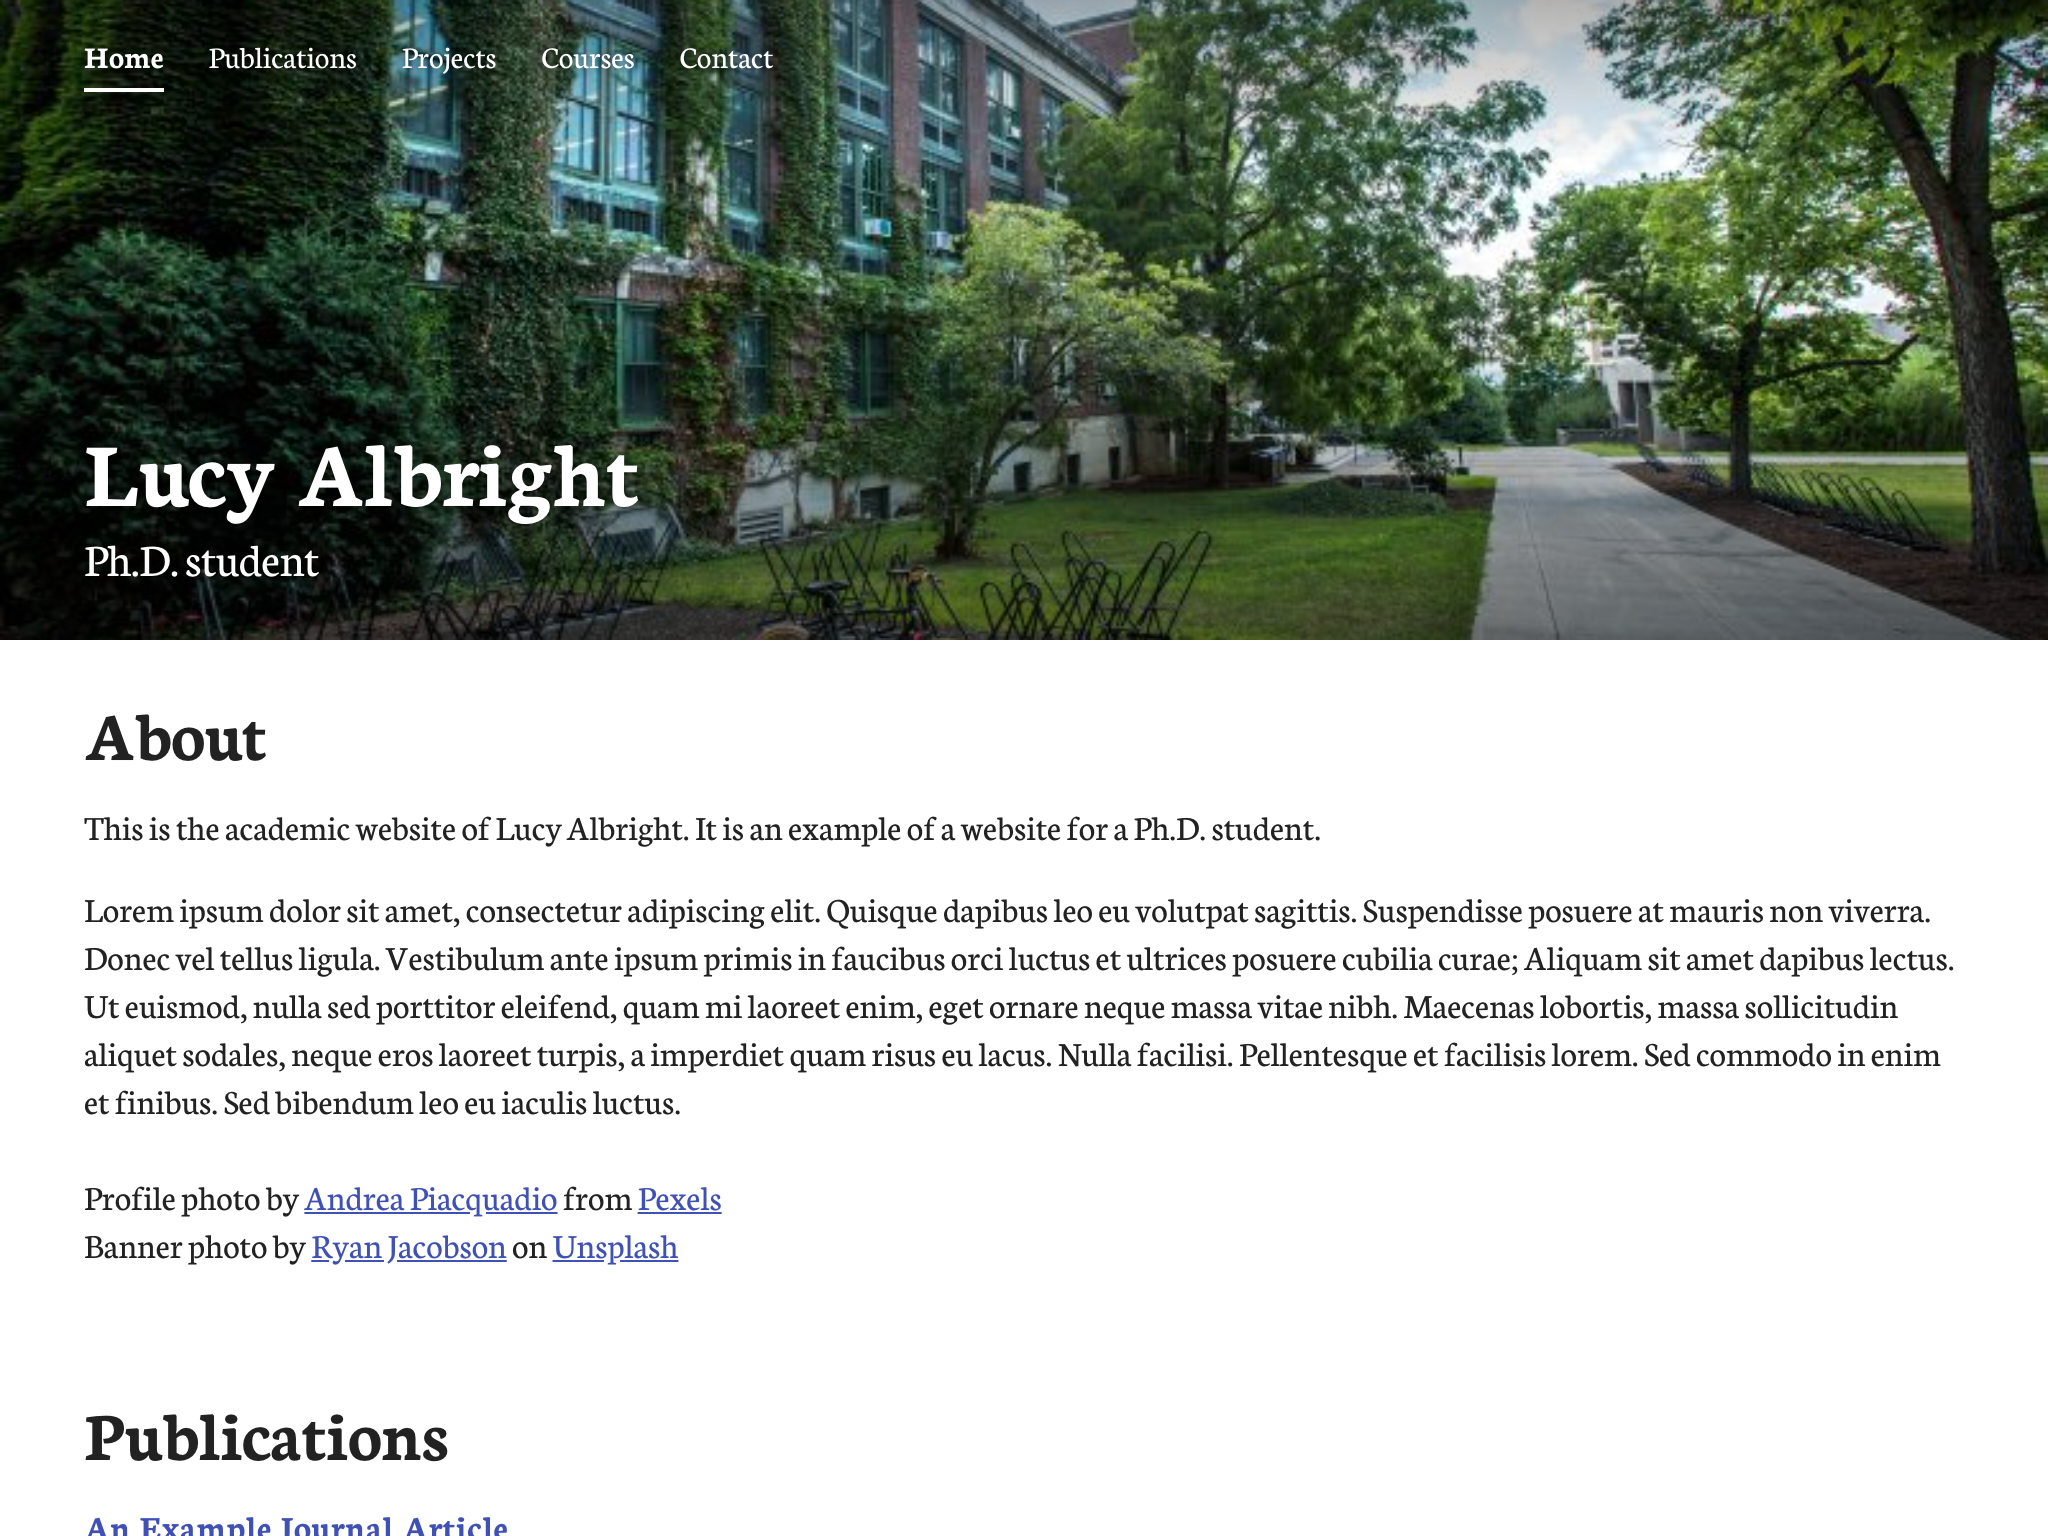 Home Publications Projects Courses Contact
Lucy Albright
Ph.D. student
About
This is the academic website of Lucy Albright. It is an example of a website for a Ph.D. student.
Lorem ipsum dolor sit amet, consectetur adipiscing elit. Quisque dapibus leo eu volutpat sagittis. Suspendisse posuere at mauris non viverra.
Donec vel tellus ligula. Vestibulum ante ipsum primis in faucibus orci luctus et ultrices posuere cubilia curae; Aliquam sit amet dapibus lectus.
Ut euismod, nulla sed porttitor eleifend, quam mi laoreet enim, eget ornare neque massa vitae nibh. Maecenas lobortis, massa sollicitudin
aliquet sodales, neque eros laoreet turpis, a imperdiet quam risus eu lacus. Nulla facilisi. Pellentesque et facilisis lorem. Sed commodo in enim
et finibus. Sed bibendum leo eu iaculis luctus.
Profile photo by Andrea Piacquadio from Pexels
Banner photo by Ryan Jacobson on Unsplash
Publications
An Example Journal Article